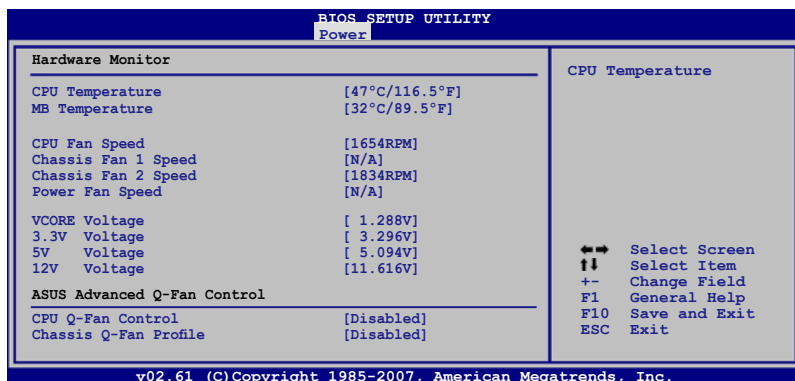 BIOS SETUP UTILITY
Power
Hardware Monitor
CPU Temperature [47°C/116.5°F]
MB Temperature [32°C/89.5°F]
CPU Fan Speed [1654RPM]
Chassis Fan 1 Speed [N/A]
Chassis Fan 2 Speed [1834RPM]
Power Fan Speed [N/A]
VCORE Voltage [ 1.288V]
3.3V Voltage [ 3.296V]
5V Voltage [ 5.094V]
12V Voltage [11.616V]
ASUS Advanced Q-Fan Control
CPU Q-Fan Control [Disabled]
Chassis Q-Fan Profile [Disabled]
CPU Temperature
←→ Select Screen
↑↓ Select Item
+- Change Field
F1 General Help
F10 Save and Exit
ESC Exit
v02.61 (C)Copyright 1985-2007, American Megatrends, Inc.